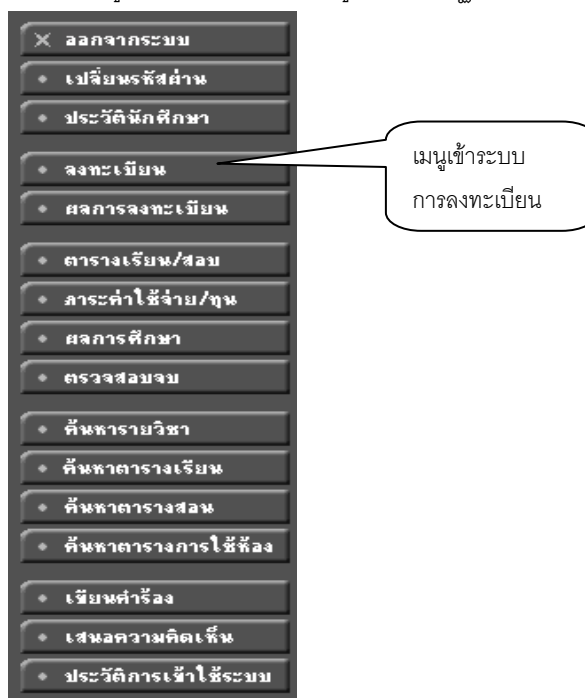 ออกจากระบบ
เปลี่ยนรหัสผ่าน
ประวัตินักศึกษา
ลงทะเบียน
ผลการลงทะเบียน
ตารางเรียน/สอบ
ภาระค่าใช้จ่าย/ทุน
ผลการศึกษา
ตรวจสอบจบ
ค้นหารายวิชา
ค้นหาตารางเรียน
ค้นหาตารางสอน
ค้นหาตารางการใช้ห้อง
เขียนคำร้อง
เสนอความคิดเห็น
ประวัติการเข้าใช้ระบบ
เมนูเข้าระบบ
การลงทะเบียน